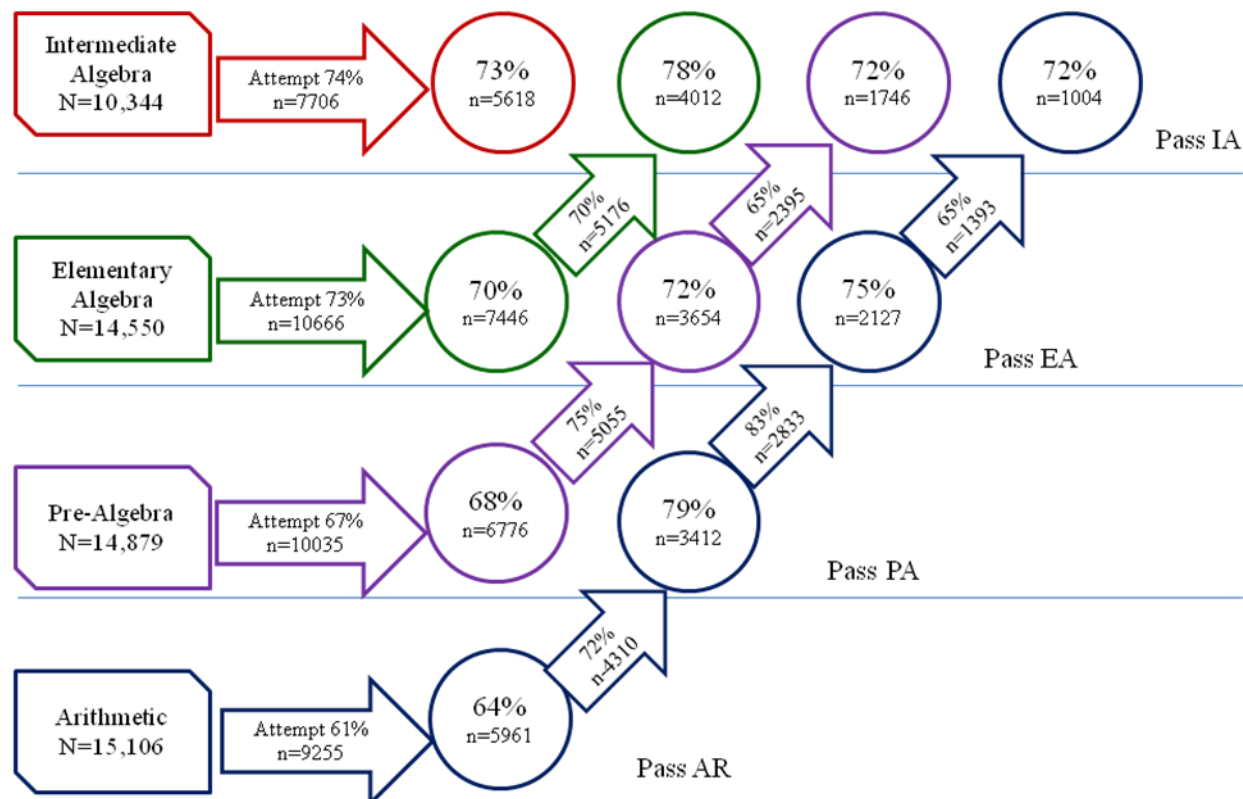 Intermediate
Algebra
N=10,344
Attempt 74%
n=7706
73%
n=5618
78%
n=4012
72%
n=1746
72%
n=1004
Pass IA
70%
n=5176
65%
n=2395
65%
n=1393
Elementary
Algebra
N=14,550
Attempt 73%
n=10666
70%
n=7446
72%
n=3654
75%
n=2127
Pass EA
75%
n=5055
83%
n=2833
Pre-Algebra
N=14,879
Attempt 67%
n=10035
68%
n=6776
79%
n=3412
Pass PA
72%
n-4310
Arithmetic
N=15,106
Attempt 61%
n=9255
64%
n=5961
Pass AR